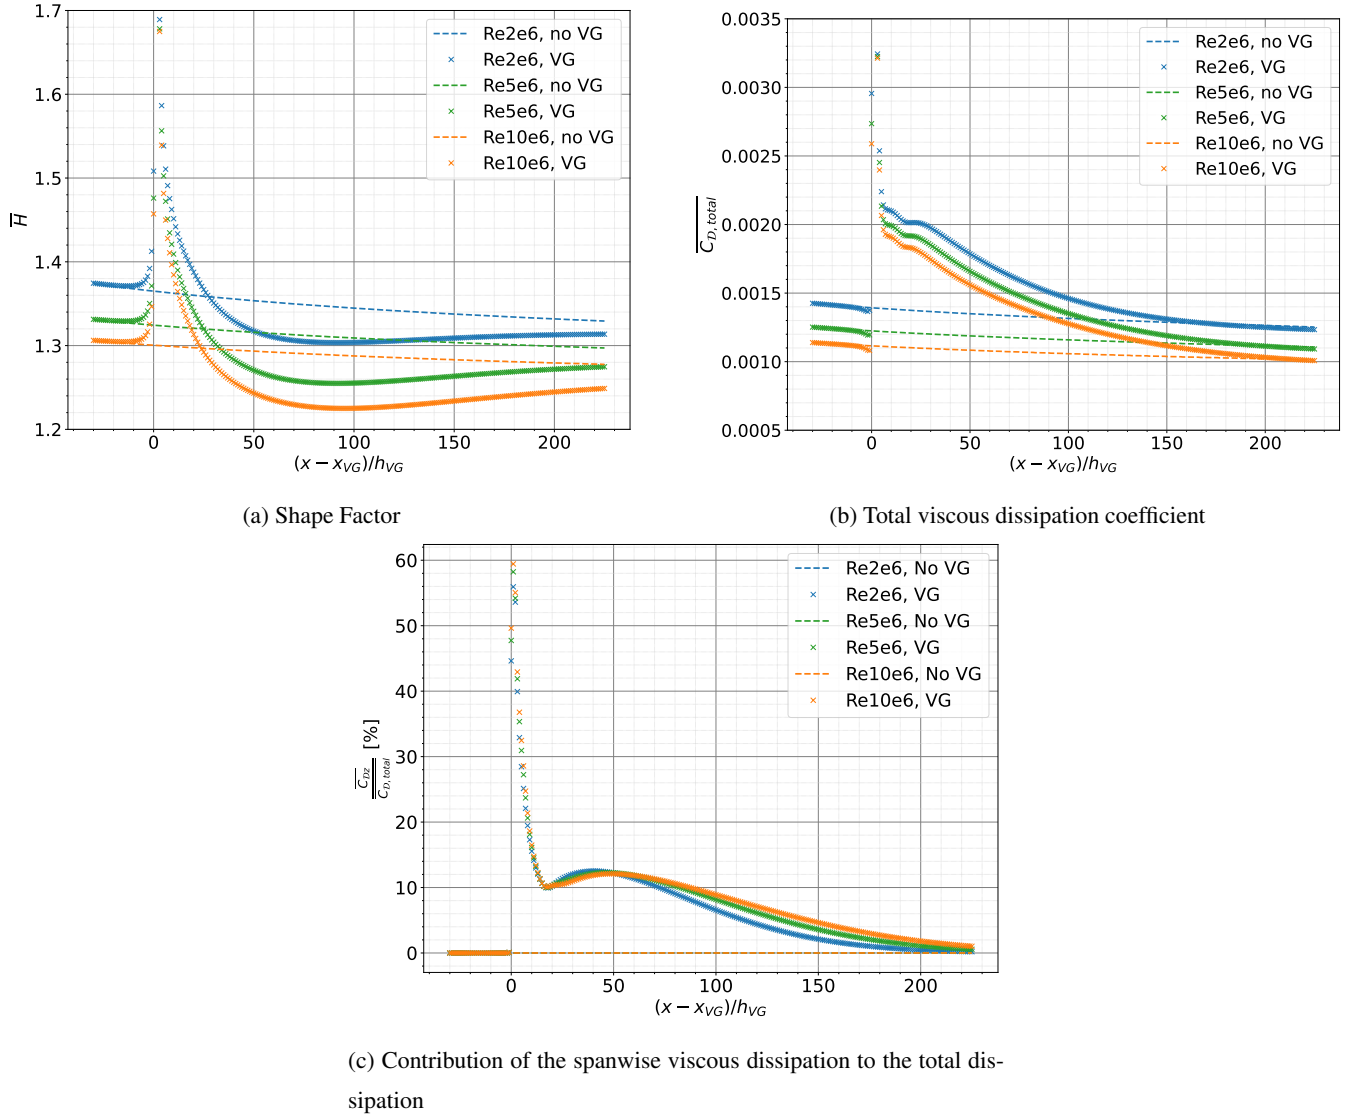 1.7
1.6
1.5
1.4
1.3
1.2
H
0
50
100
150
200
(x − x_VG)/h_VG
Re2e6, no VG
Re2e6, VG
Re5e6, no VG
Re5e6, VG
Re10e6, no VG
Re10e6, VG
(a) Shape Factor
0.0035
0.0030
0.0025
0.0020
0.0015
0.0010
0.0005
C_D,total
0
50
100
150
200
(x − x_VG)/h_VG
Re2e6, no VG
Re2e6, VG
Re5e6, no VG
Re5e6, VG
Re10e6, no VG
Re10e6, VG
(b) Total viscous dissipation coefficient
60
50
40
30
20
10
0
C_Dz / C_D,total [%]
0
50
100
150
200
(x − x_VG)/h_VG
Re2e6, No VG
Re2e6, VG
Re5e6, No VG
Re5e6, VG
Re10e6, No VG
Re10e6, VG
(c) Contribution of the spanwise viscous dissipation to the total dis-
sipation